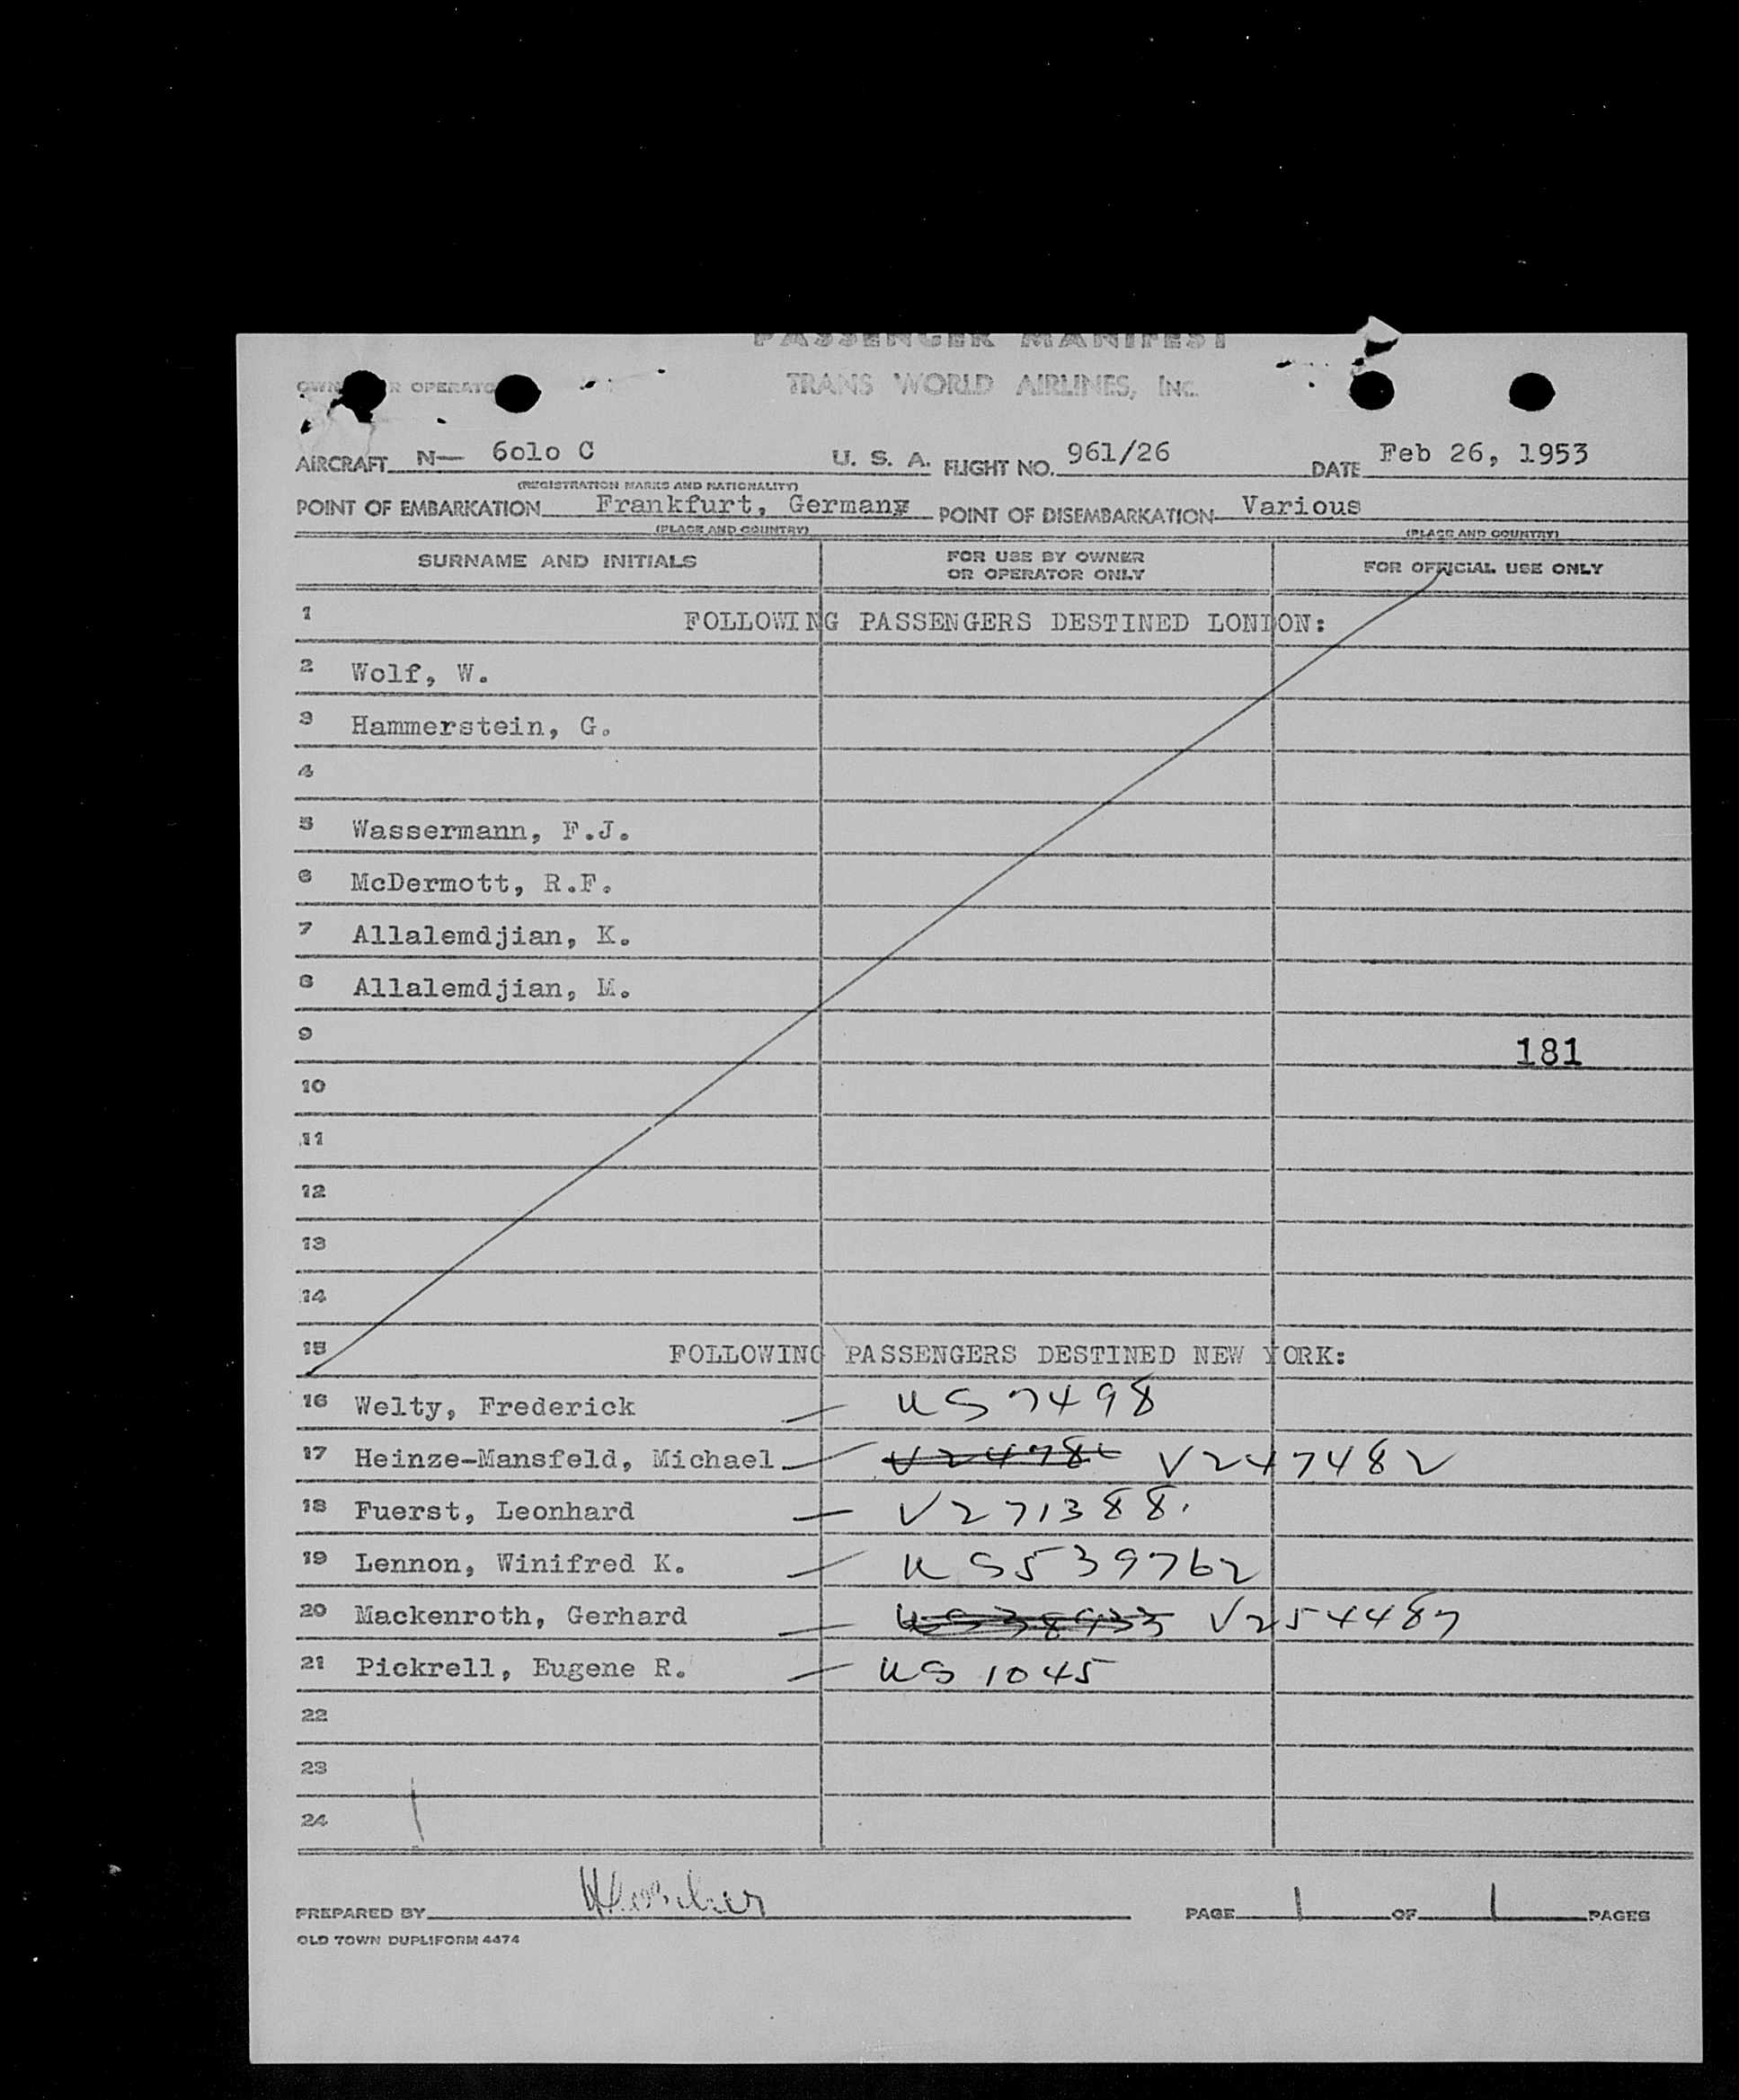 PASSENGER MANIFEST
TRANS WORLD AIRLINES, INC.
AIRCRAFT N— 6o1o C U. S. A. FLIGHT NO. 961/26 DATE Feb 26, 1953
(REGISTRATION MARKS AND NATIONALITY)
POINT OF EMBARKATION Frankfurt, Germany POINT OF DISEMBARKATION Various
(PLACE AND COUNTRY) (PLACE AND COUNTRY)
SURNAME AND INITIALS FOR USE BY OWNER OR OPERATOR ONLY FOR OFFICIAL USE ONLY
1 FOLLOWING PASSENGERS DESTINED LONDON:
2 Wolf, W.
3 Hammerstein, G.
4
5 Wassermann, F.J.
6 McDermott, R.F.
7 Allalemdjian, K.
8 Allalemdjian, M.
9 181
10
11
12
13
14
15 FOLLOWING PASSENGERS DESTINED NEW YORK:
16 Welty, Frederick — US 7498
17 Heinze-Mansfeld, Michael — V247482
18 Fuerst, Leonhard — V271388.
19 Lennon, Winifred K. — US539762
20 Mackenroth, Gerhard — V254487
21 Pickrell, Eugene R. — US 1045
22
23
24
PREPARED BY PAGE 1 OF 1 PAGES
OLD TOWN DUPLIFORM 4474